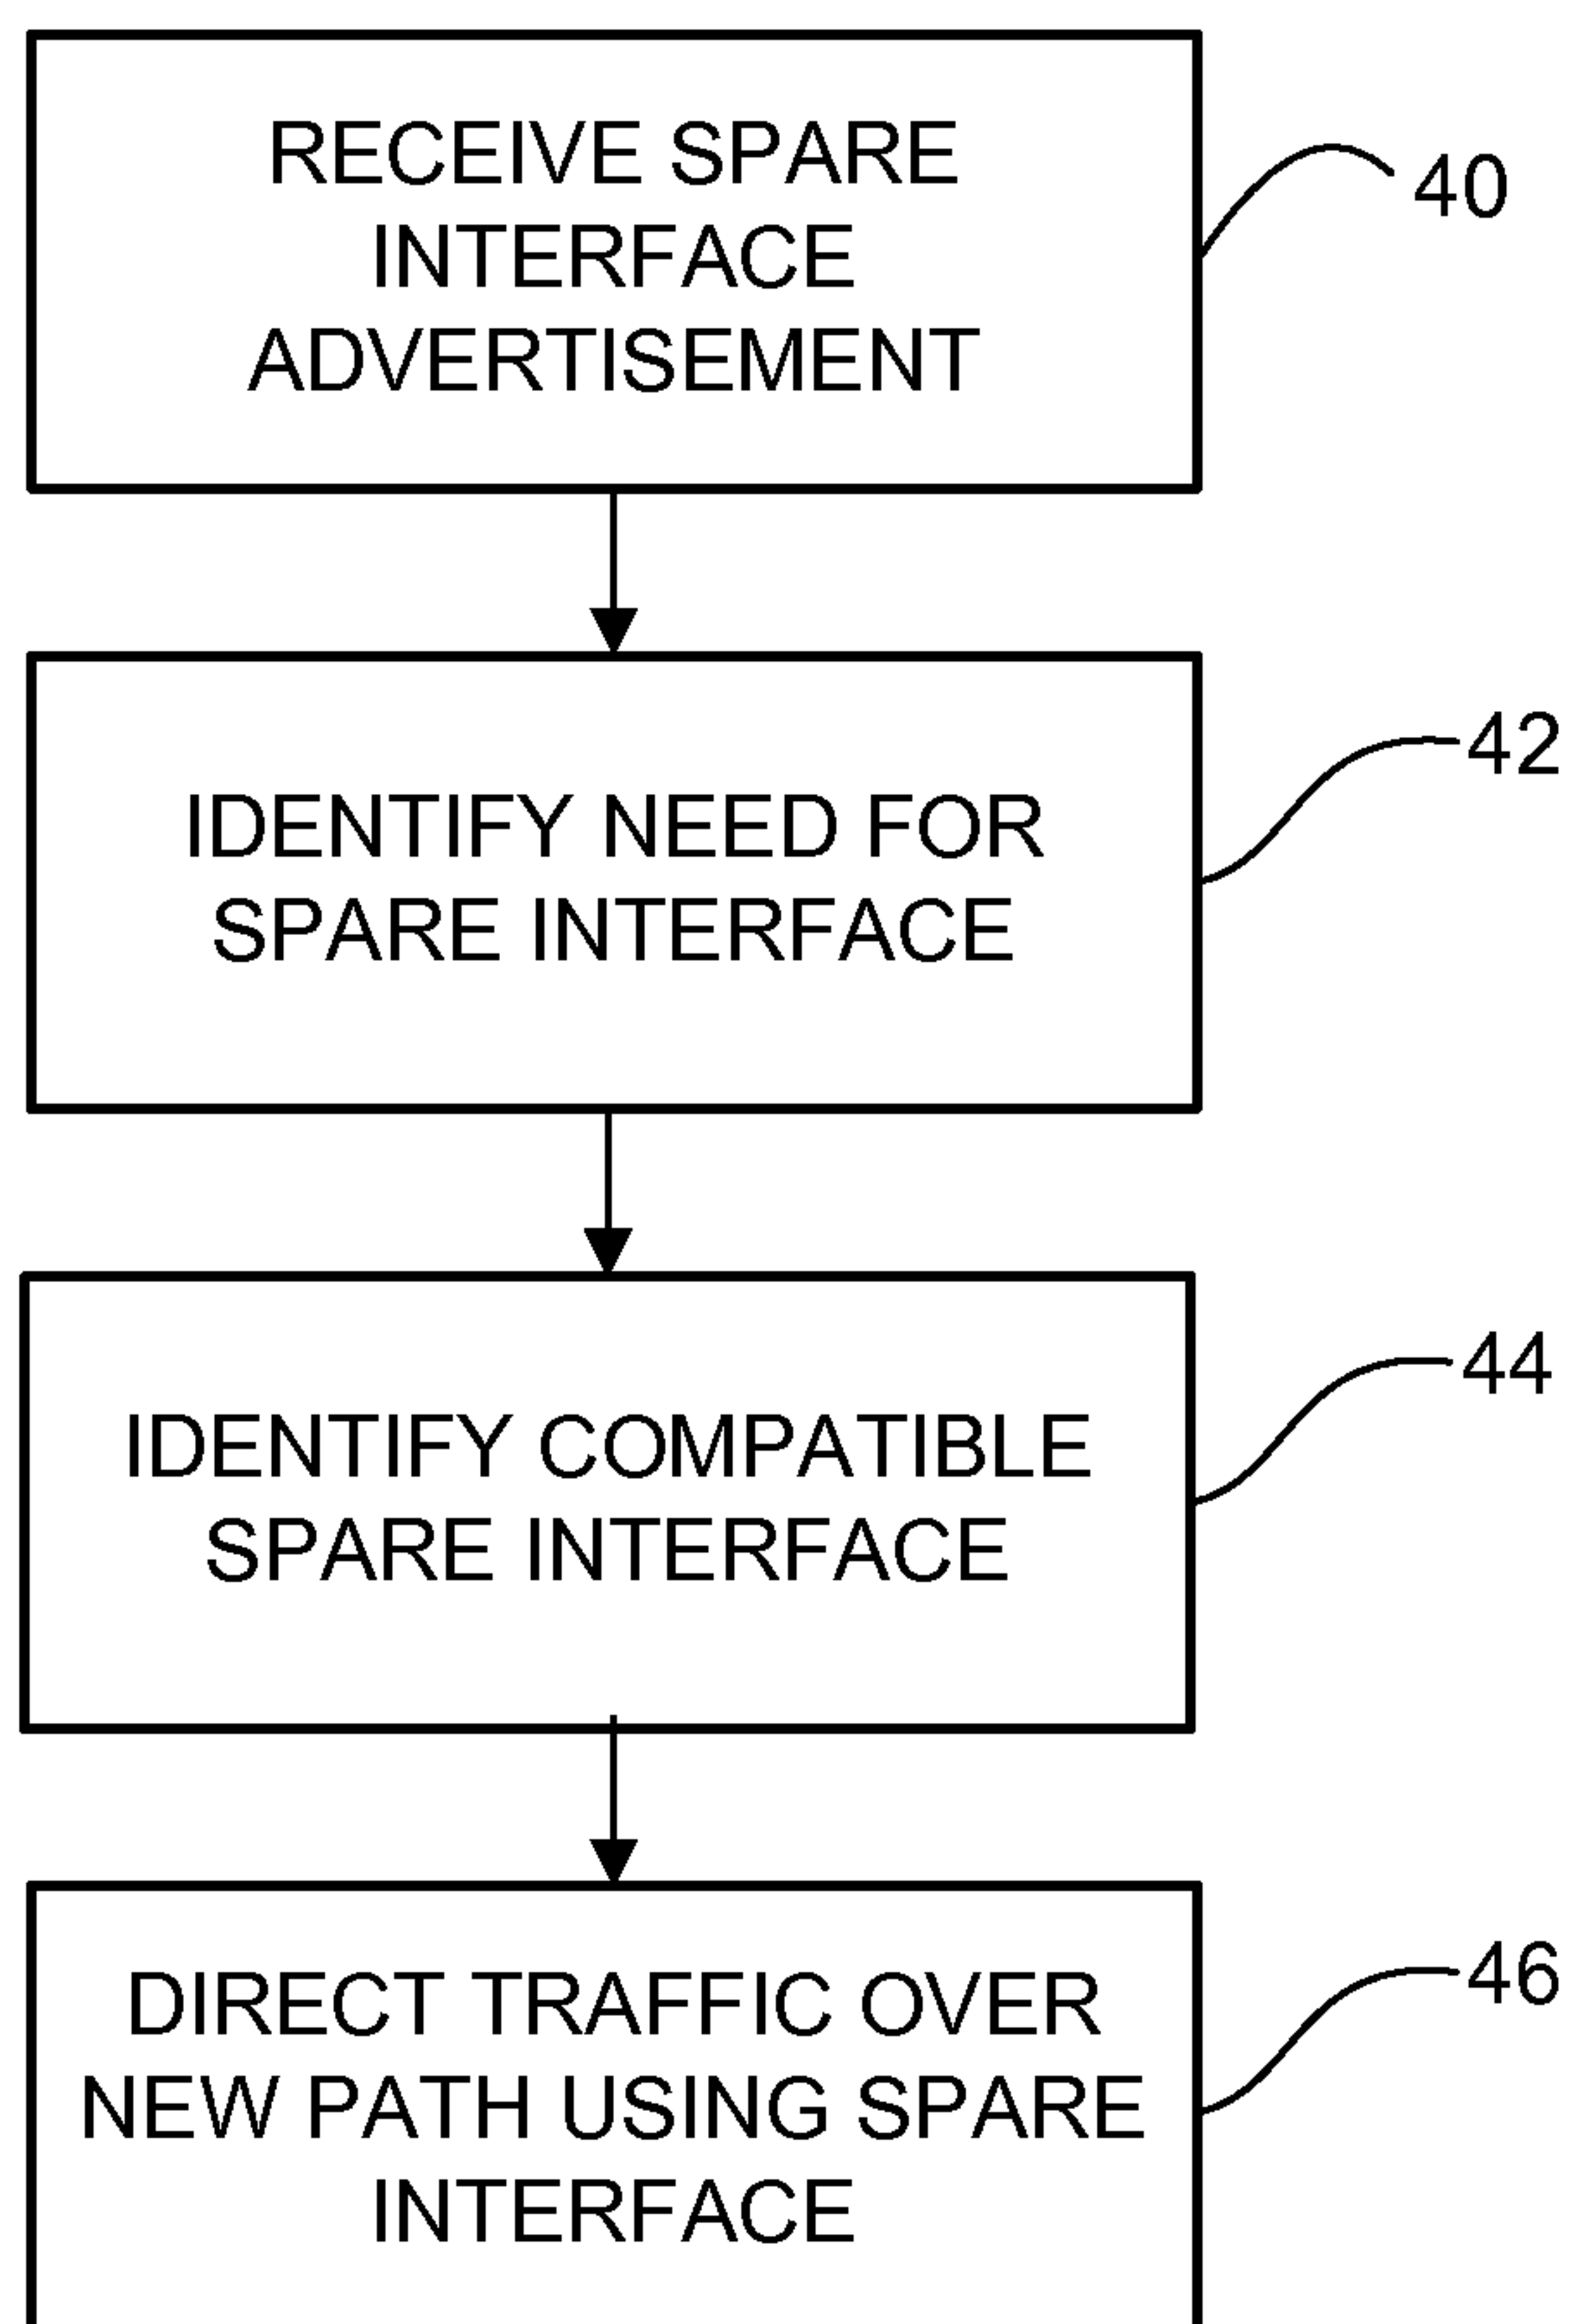 RECEIVE SPARE
INTERFACE
ADVERTISEMENT
40
IDENTIFY NEED FOR
SPARE INTERFACE
42
IDENTIFY COMPATIBLE
SPARE INTERFACE
44
DIRECT TRAFFIC OVER
NEW PATH USING SPARE
INTERFACE
46